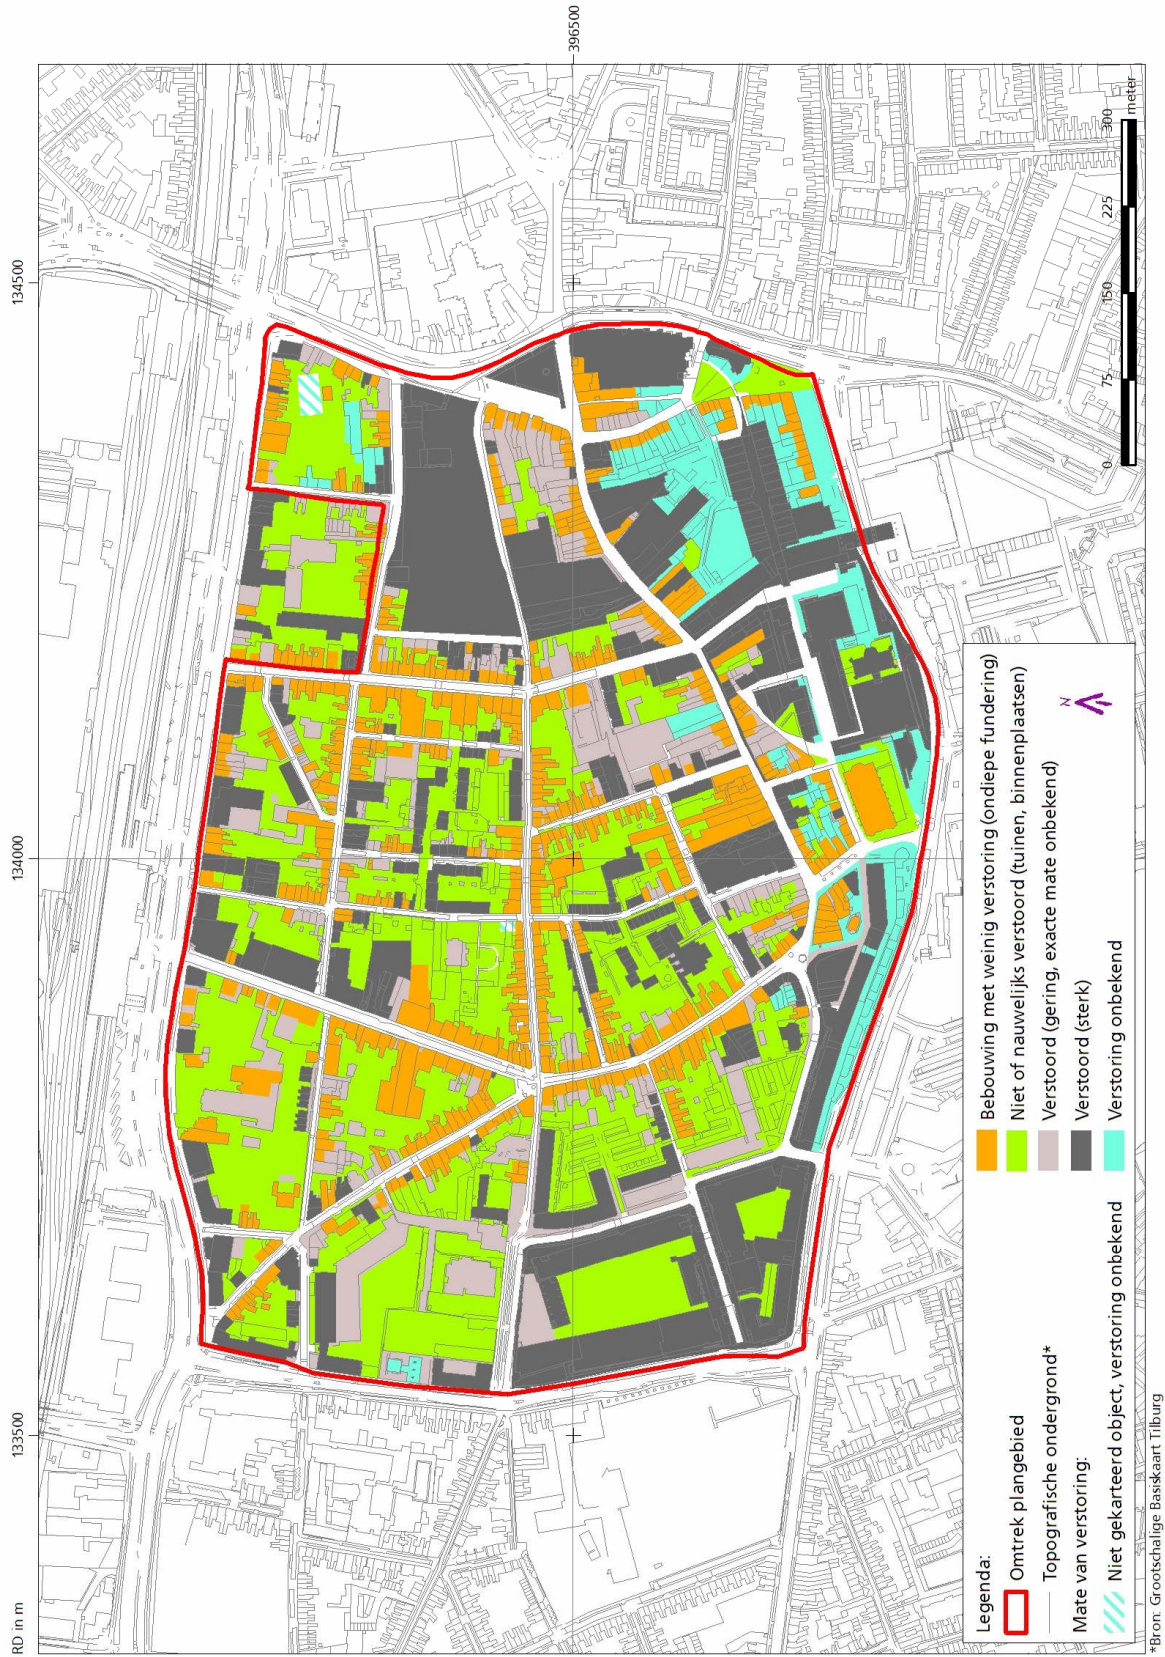 RD in m
133500
134000
134500
396500
Legenda:
Omtrek plangebied
Topografische ondergrond*
Mate van verstoring:
Niet gekarteerd object, verstoring onbekend
Bebouwing met weinig verstoring (ondiepe fundering)
Niet of nauwelijks verstoord (tuinen, binnenplaatsen)
Verstoord (gering, exacte mate onbekend)
Verstoord (sterk)
Verstoring onbekend
N
0 75 150 225 300
meter
*Bron: Grootschalige Basiskaart Tilburg